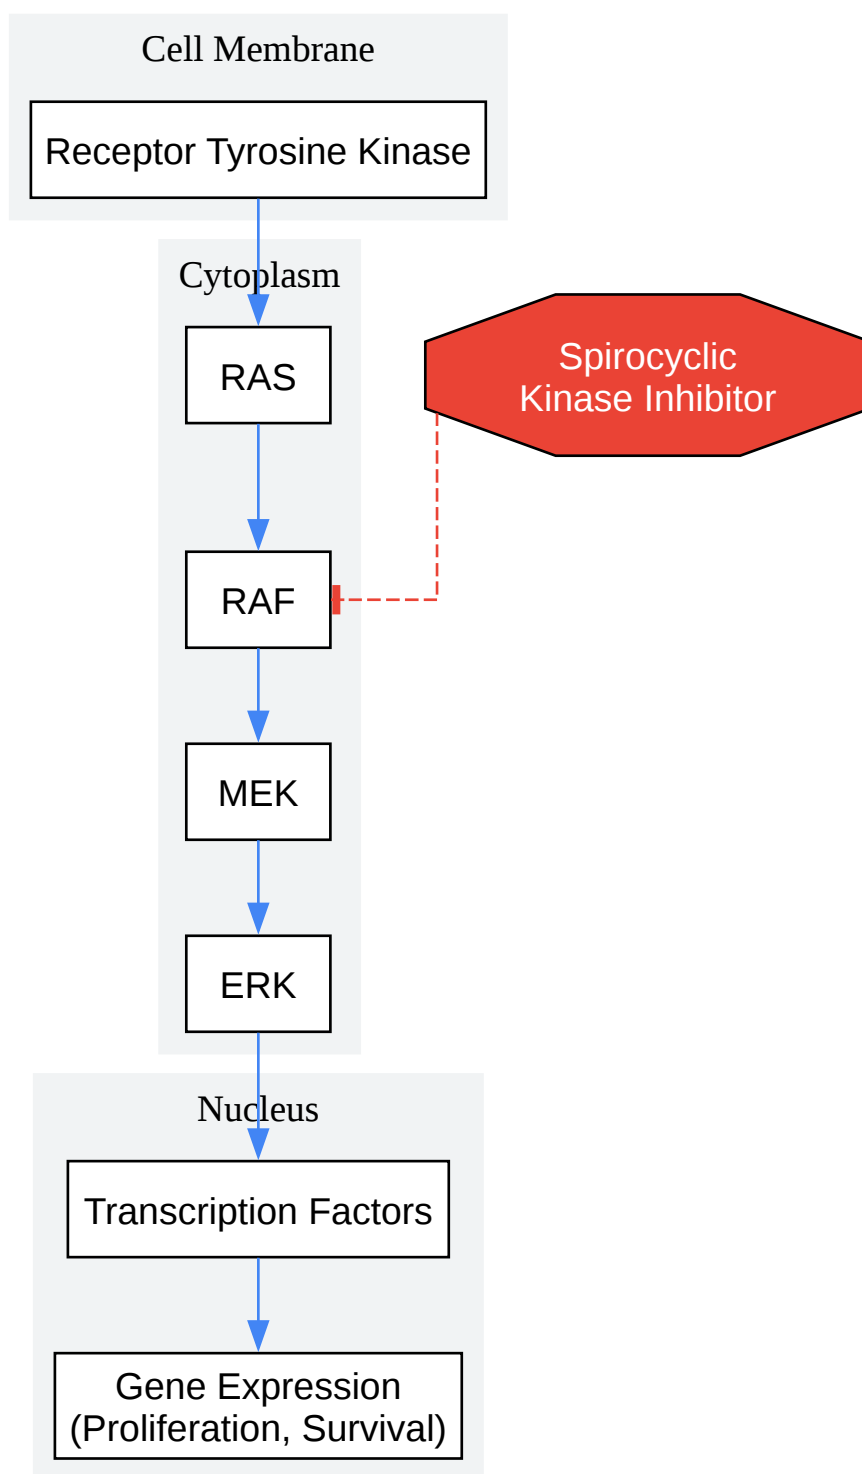 Cell Membrane
Receptor Tyrosine Kinase
Cytoplasm
RAS
Spirocyclic
Kinase Inhibitor
RAF
MEK
ERK
Nucleus
Transcription Factors
Gene Expression
(Proliferation, Survival)